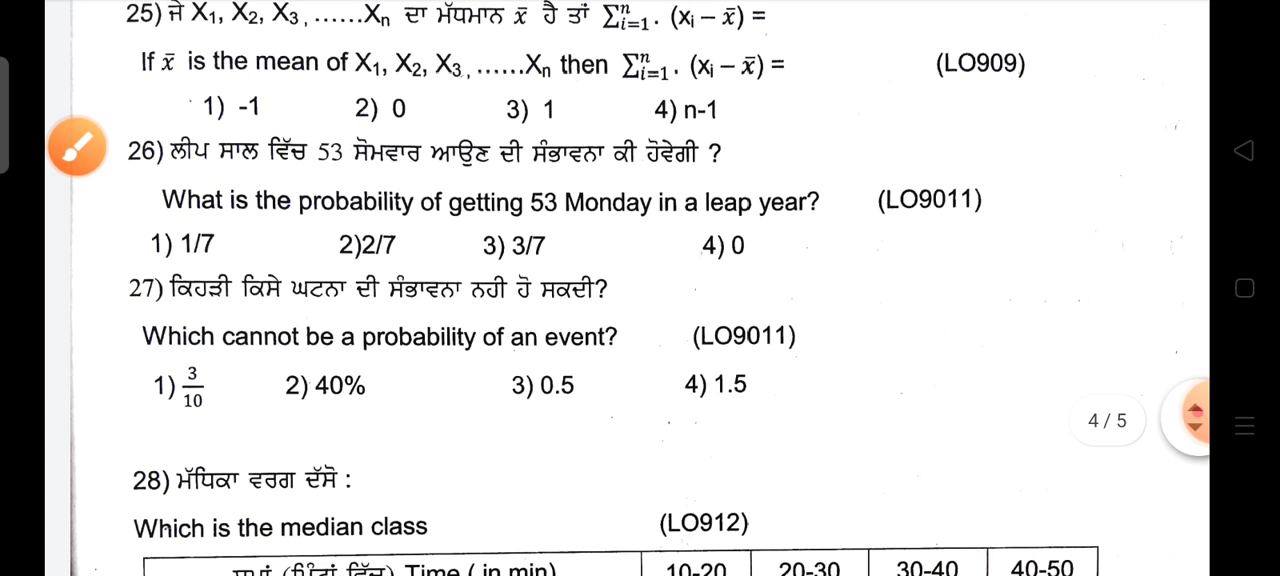 25) ਜੇ X₁, X₂, X₃, ......Xₙ ਦਾ ਮੱਧਮਾਨ x̄ ਹੈ ਤਾਂ ∑ⁿᵢ₌₁. (xᵢ – x̄) =
If x̄ is the mean of X₁, X₂, X₃, ......Xₙ then ∑ⁿᵢ₌₁. (xᵢ – x̄) = (LO909)
1) -1 2) 0 3) 1 4) n-1
26) ਲੀਪ ਸਾਲ ਵਿੱਚ 53 ਸੋਮਵਾਰ ਆਉਣ ਦੀ ਸੰਭਾਵਨਾ ਕੀ ਹੋਵੇਗੀ ?
What is the probability of getting 53 Monday in a leap year? (LO9011)
1) 1/7 2)2/7 3) 3/7 4) 0
27) ਕਿਹੜੀ ਕਿਸੇ ਘਟਨਾ ਦੀ ਸੰਭਾਵਨਾ ਨਹੀ ਹੋ ਸਕਦੀ?
Which cannot be a probability of an event? (LO9011)
1) 3/10 2) 40% 3) 0.5 4) 1.5
4 / 5
28) ਮੱਧਿਕਾ ਵਰਗ ਦੱਸੋ :
Which is the median class (LO912)
Time ( in min) 10-20 20-30 30-40 40-50